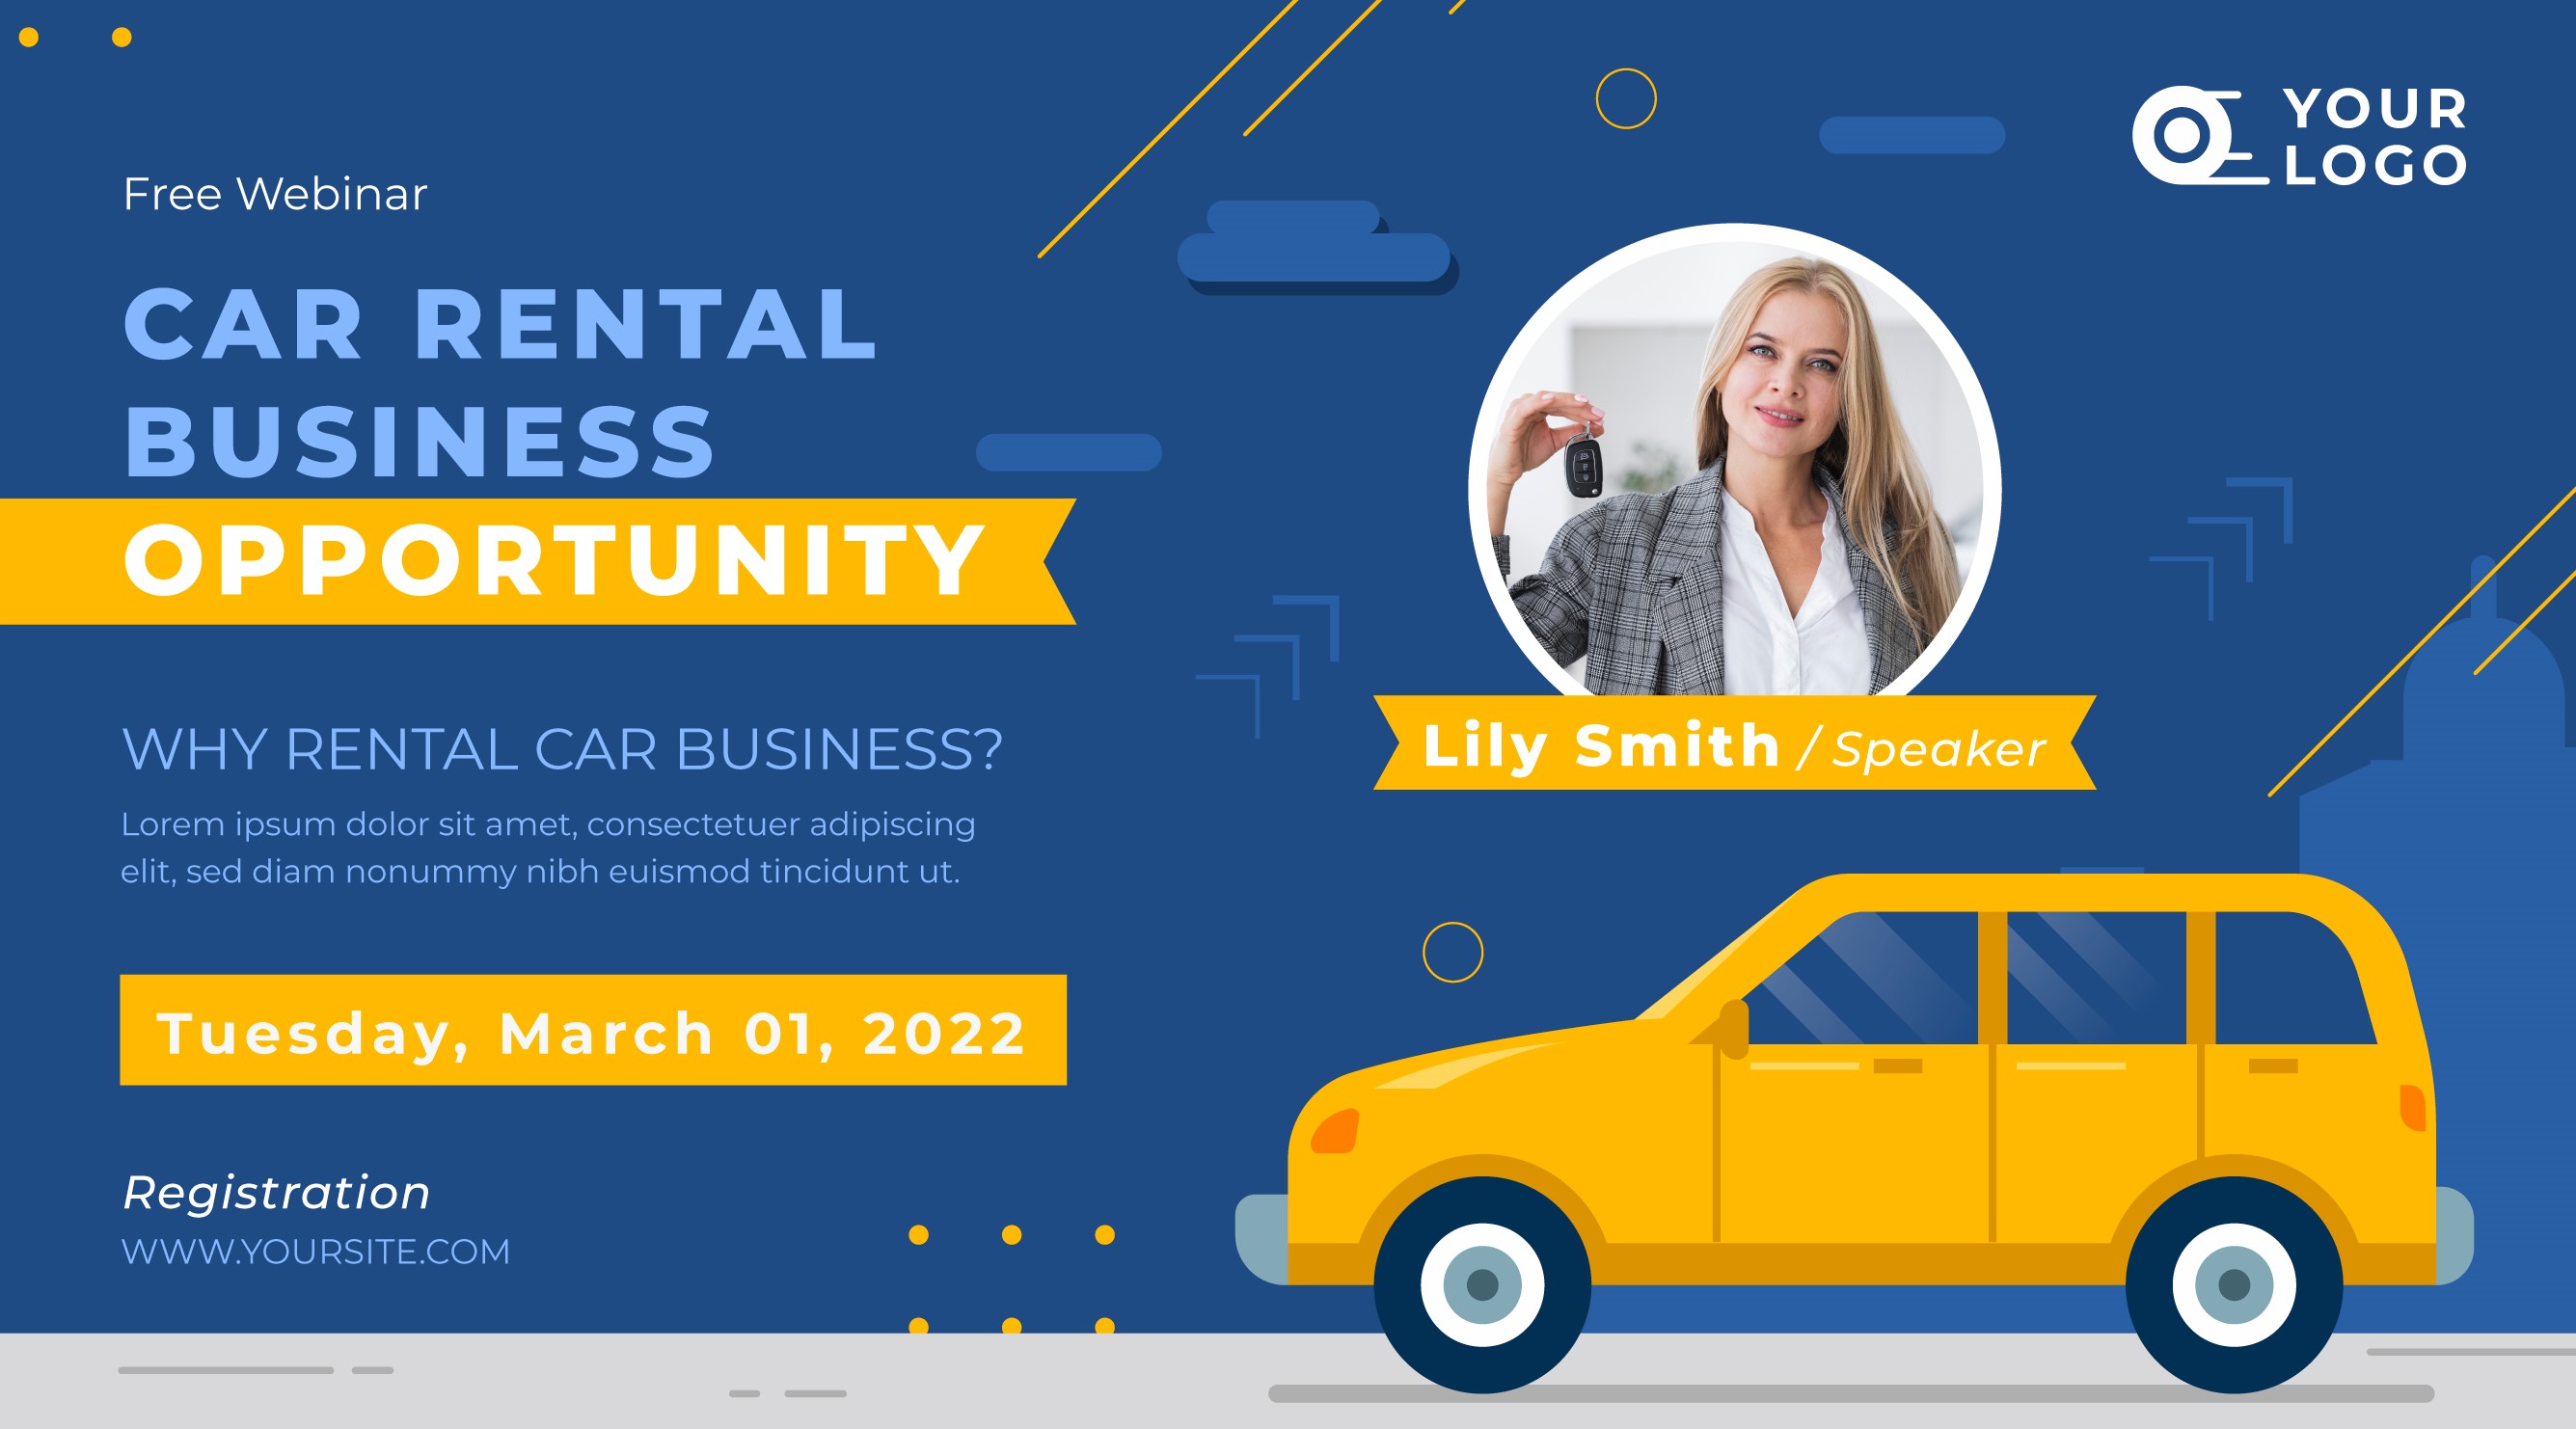 YOUR
LOGO
Free Webinar
CAR RENTAL
BUSINESS
OPPORTUNITY
WHY RENTAL CAR BUSINESS?
Lorem ipsum dolor sit amet, consectetuer adipiscing
elit, sed diam nonummy nibh euismod tincidunt ut.
Tuesday, March 01, 2022
Registration
WWW.YOURSITE.COM
Lily Smith / Speaker